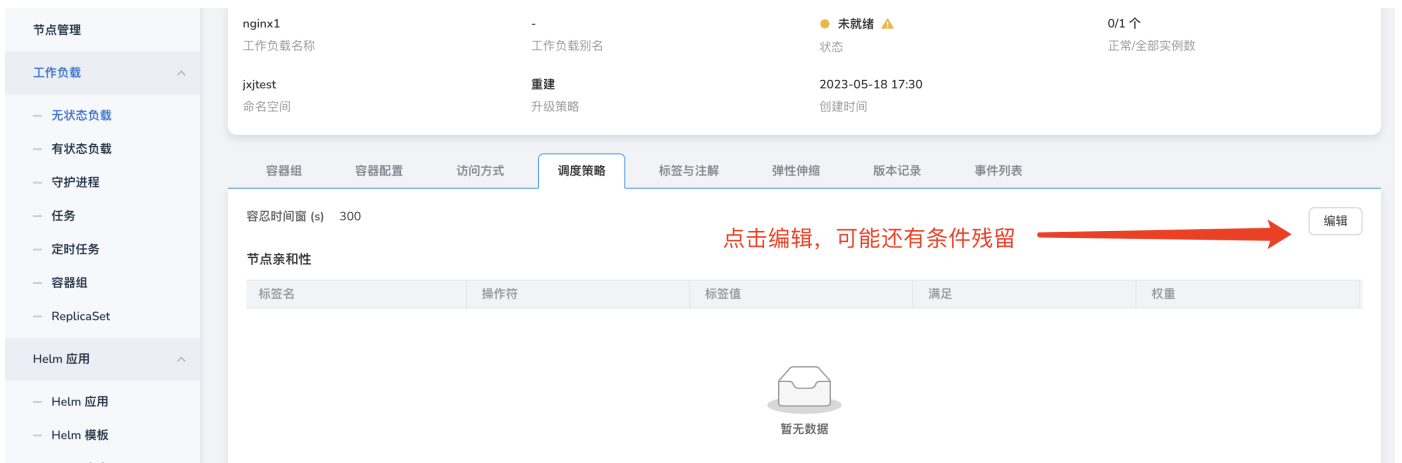 节点管理
工作负载
无状态负载
有状态负载
守护进程
任务
定时任务
容器组
ReplicaSet
Helm 应用
Helm 应用
Helm 模板
nginx1
-
未就绪
0/1 个
工作负载名称
工作负载别名
状态
正常/全部实例数
jxjtest
重建
2023-05-18 17:30
命名空间
升级策略
创建时间
容器组 容器配置 访问方式 调度策略 标签与注解 弹性伸缩 版本记录 事件列表
容忍时间窗 (s) 300
编辑
点击编辑，可能还有条件残留
节点亲和性
标签名 操作符 标签值 满足 权重
暂无数据